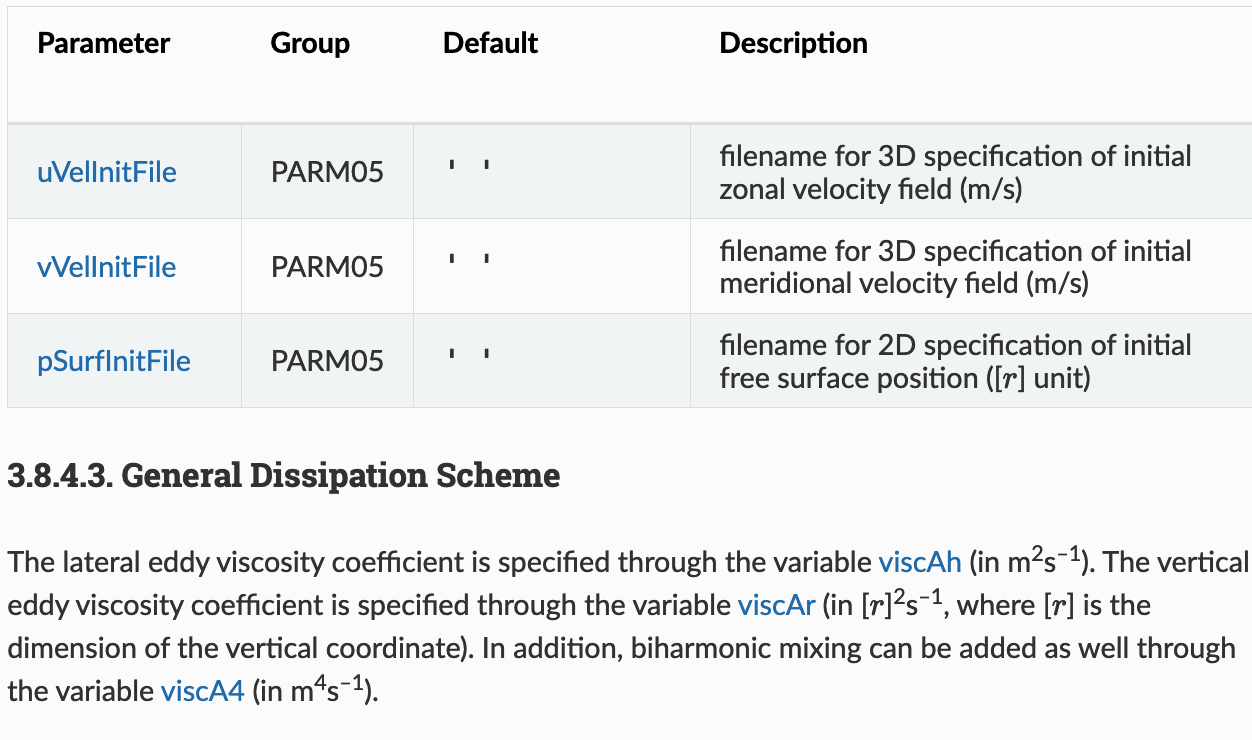 Parameter Group Default Description
uVelInitFile PARM05 ' ' filename for 3D specification of initial
zonal velocity field (m/s)
vVelInitFile PARM05 ' ' filename for 3D specification of initial
meridional velocity field (m/s)
pSurfInitFile PARM05 ' ' filename for 2D specification of initial
free surface position ([r] unit)
3.8.4.3. General Dissipation Scheme
The lateral eddy viscosity coefficient is specified through the variable viscAh (in m²s⁻¹). The vertical
eddy viscosity coefficient is specified through the variable viscAr (in [r]²s⁻¹, where [r] is the
dimension of the vertical coordinate). In addition, biharmonic mixing can be added as well through
the variable viscA4 (in m⁴s⁻¹).